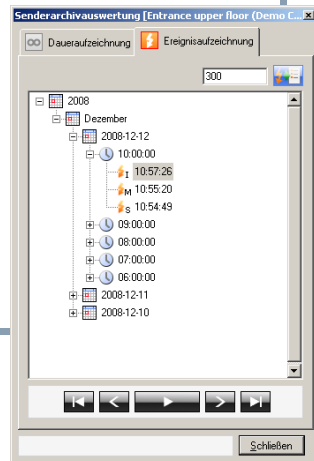 Senderarchivauswertung [Entrance upper floor (Demo C...
Daueraufzeichnung Ereignisaufzeichnung
300
2008
Dezember
2008-12-12
10:00:00
I 10:57:26
M 10:55:20
S 10:54:49
09:00:00
08:00:00
07:00:00
06:00:00
2008-12-11
2008-12-10
Schließen